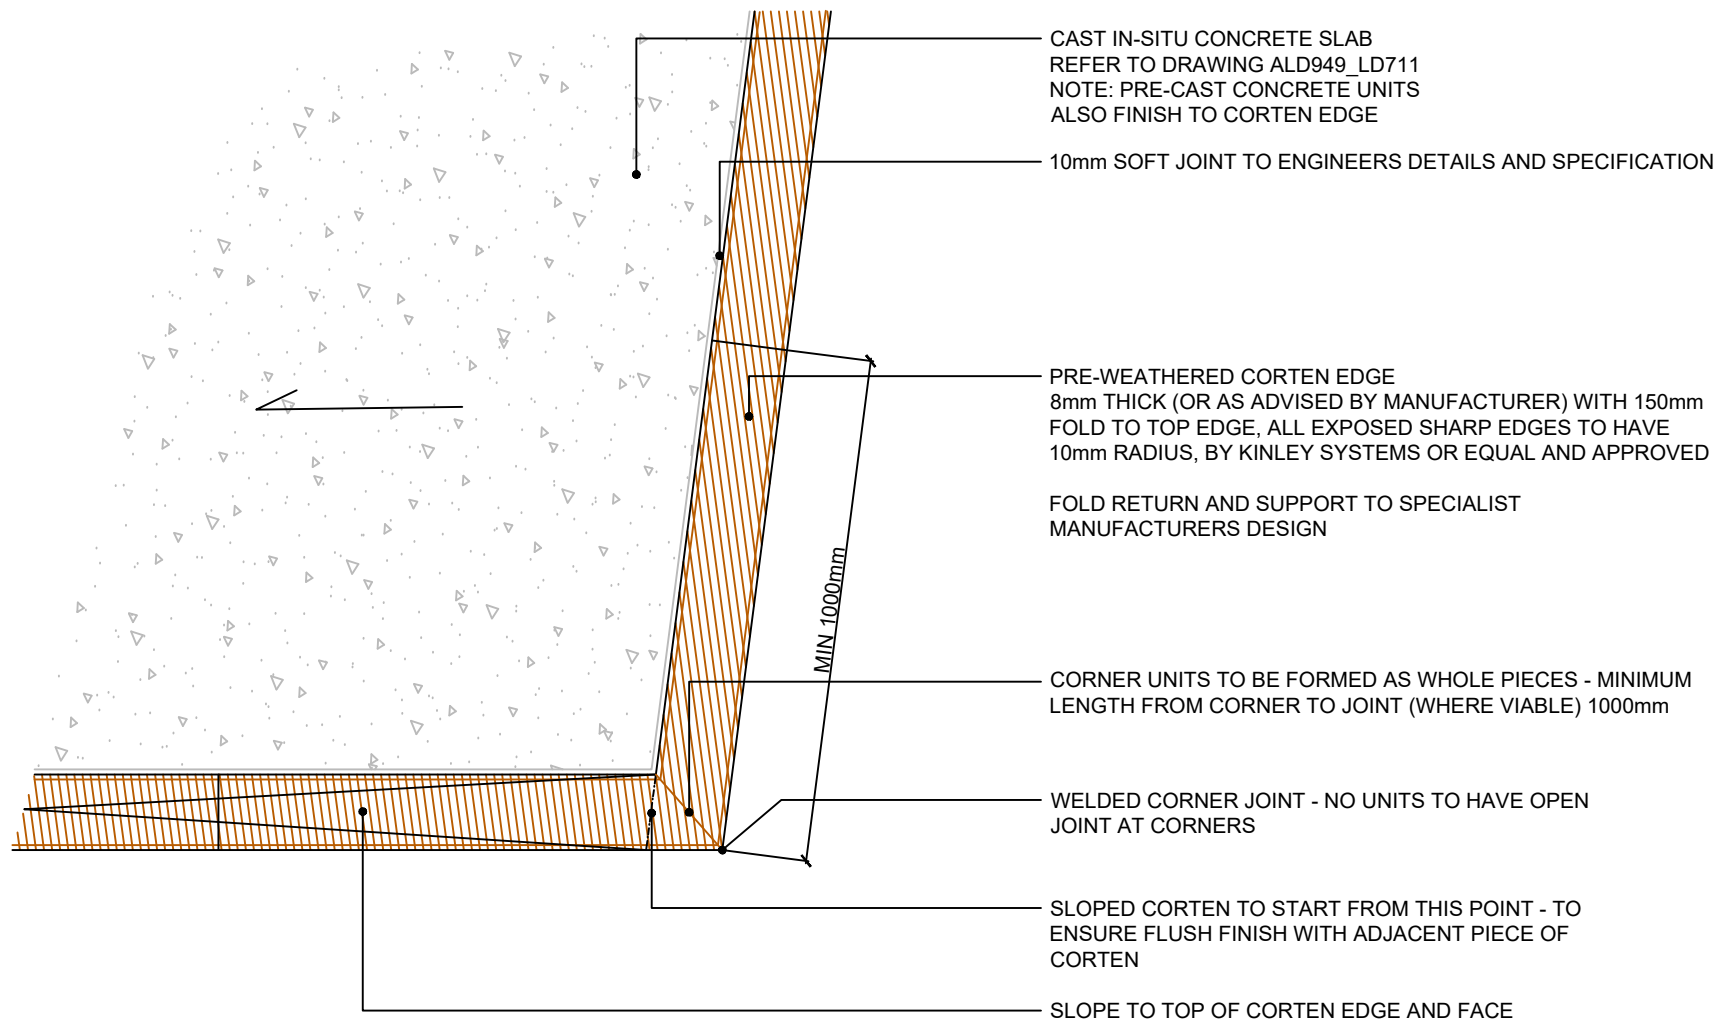 CAST IN-SITU CONCRETE SLAB
REFER TO DRAWING ALD949_LD711
NOTE: PRE-CAST CONCRETE UNITS
ALSO FINISH TO CORTEN EDGE
10mm SOFT JOINT TO ENGINEERS DETAILS AND SPECIFICATION
PRE-WEATHERED CORTEN EDGE
8mm THICK (OR AS ADVISED BY MANUFACTURER) WITH 150mm
FOLD TO TOP EDGE, ALL EXPOSED SHARP EDGES TO HAVE
10mm RADIUS, BY KINLEY SYSTEMS OR EQUAL AND APPROVED
FOLD RETURN AND SUPPORT TO SPECIALIST
MANUFACTURERS DESIGN
MIN 1000mm
CORNER UNITS TO BE FORMED AS WHOLE PIECES - MINIMUM
LENGTH FROM CORNER TO JOINT (WHERE VIABLE) 1000mm
WELDED CORNER JOINT - NO UNITS TO HAVE OPEN
JOINT AT CORNERS
SLOPED CORTEN TO START FROM THIS POINT - TO
ENSURE FLUSH FINISH WITH ADJACENT PIECE OF
CORTEN
SLOPE TO TOP OF CORTEN EDGE AND FACE